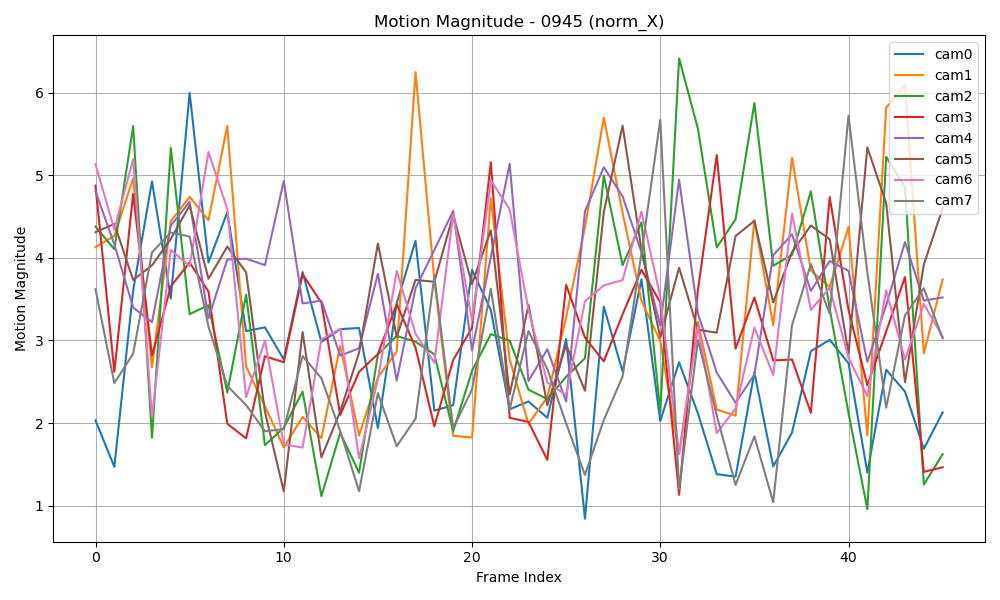 Motion Magnitude - 0945 (norm_X)
Motion Magnitude
6
5
4
3
2
1
0
10
20
30
40
Frame Index
cam0
cam1
cam2
cam3
cam4
cam5
cam6
cam7